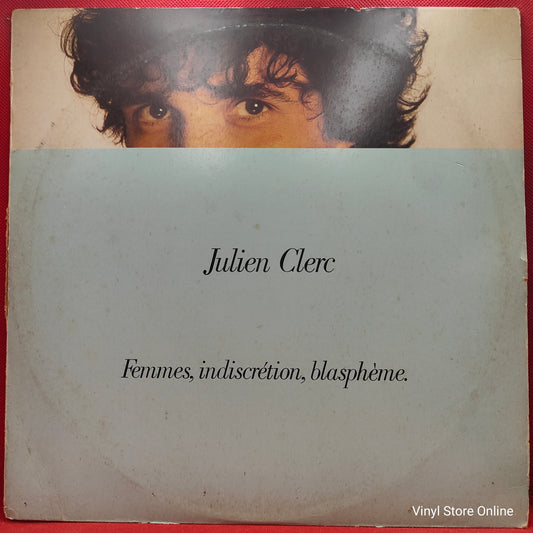 Julien Clerc
Femmes, indiscrétion, blasphème.
Vinyl Store Online